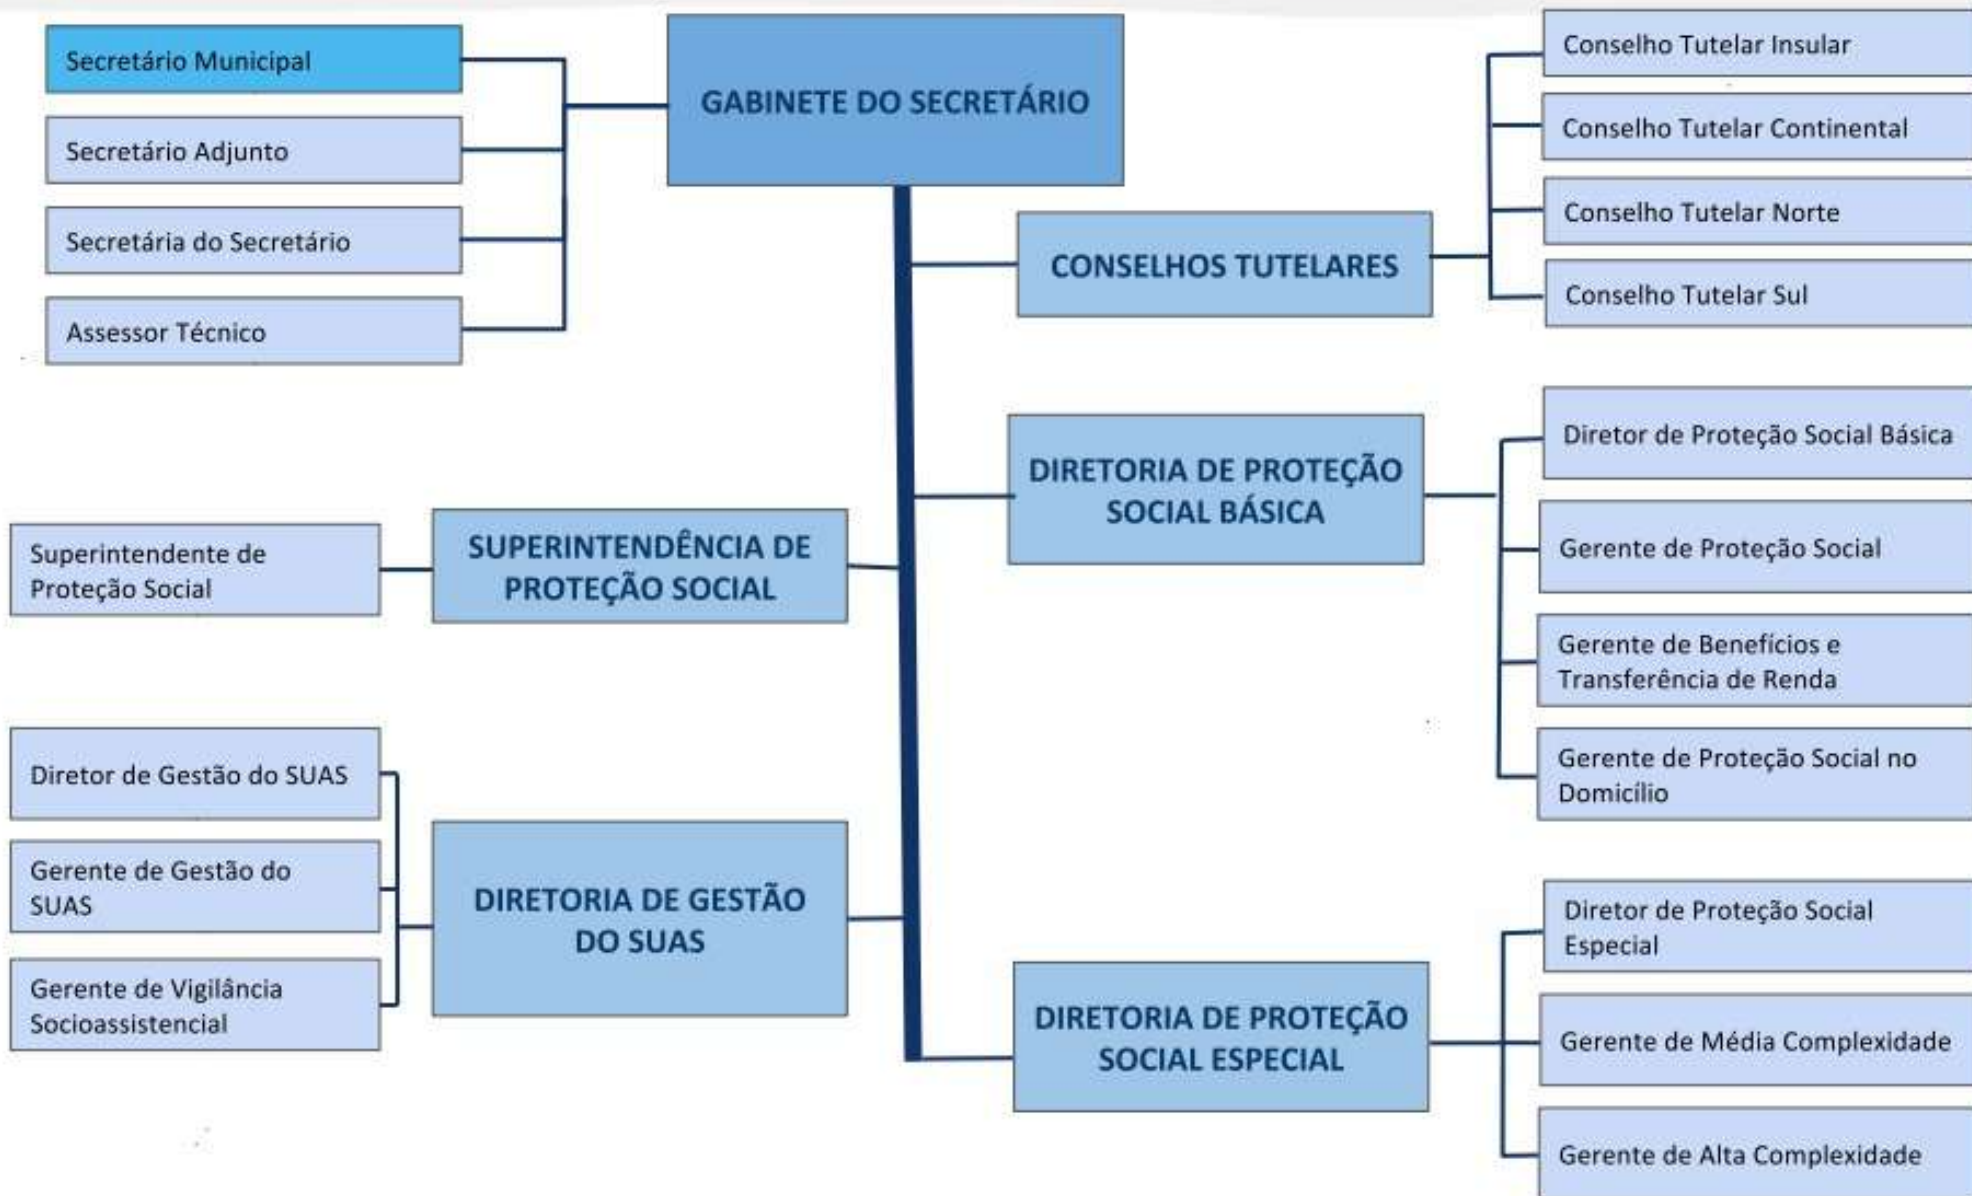 GABINETE DO SECRETÁRIO
Secretário Municipal
Secretário Adjunto
Secretária do Secretário
Assessor Técnico
CONSELHOS TUTELARES
Conselho Tutelar Insular
Conselho Tutelar Continental
Conselho Tutelar Norte
Conselho Tutelar Sul
DIRETORIA DE PROTEÇÃO
SOCIAL BÁSICA
Diretor de Proteção Social Básica
Gerente de Proteção Social
Gerente de Benefícios e
Transferência de Renda
Gerente de Proteção Social no
Domicílio
SUPERINTENDÊNCIA DE
PROTEÇÃO SOCIAL
Superintendente de
Proteção Social
DIRETORIA DE GESTÃO
DO SUAS
Diretor de Gestão do SUAS
Gerente de Gestão do
SUAS
Gerente de Vigilância
Socioassistencial
DIRETORIA DE PROTEÇÃO
SOCIAL ESPECIAL
Diretor de Proteção Social
Especial
Gerente de Média Complexidade
Gerente de Alta Complexidade